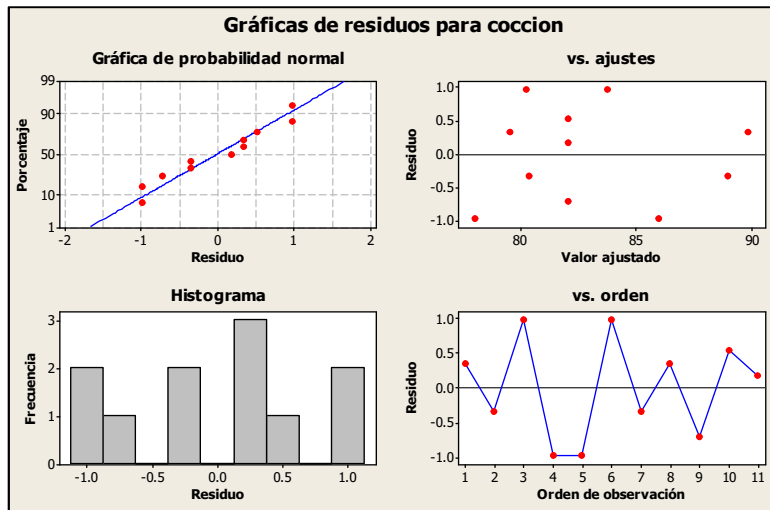 Gráficas de residuos para coccion
Gráfica de probabilidad normal
Porcentaje
99
90
50
10
1
-2 -1 0 1 2
Residuo
vs. ajustes
Residuo
1.0
0.5
0.0
-0.5
-1.0
80 85 90
Valor ajustado
Histograma
Frecuencia
3
2
1
0
-1.0 -0.5 0.0 0.5 1.0
Residuo
vs. orden
Residuo
1.0
0.5
0.0
-0.5
-1.0
1 2 3 4 5 6 7 8 9 10 11
Orden de observación